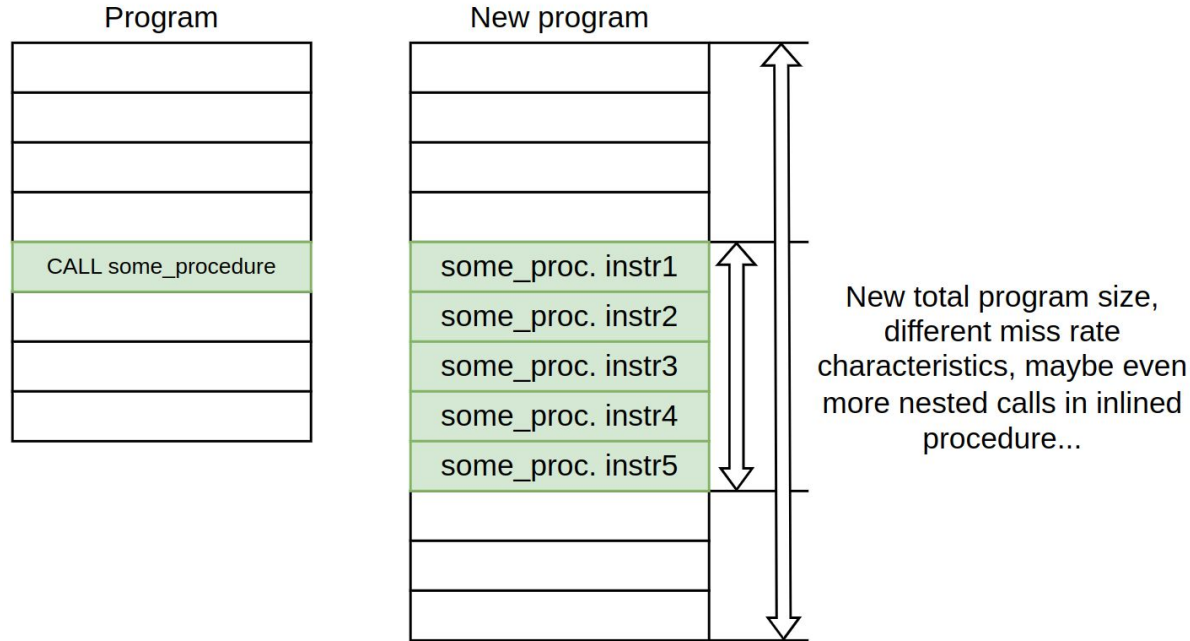 Program
New program
CALL some_procedure
some_proc. instr1
some_proc. instr2
some_proc. instr3
some_proc. instr4
some_proc. instr5
New total program size,
different miss rate
characteristics, maybe even
more nested calls in inlined
procedure...